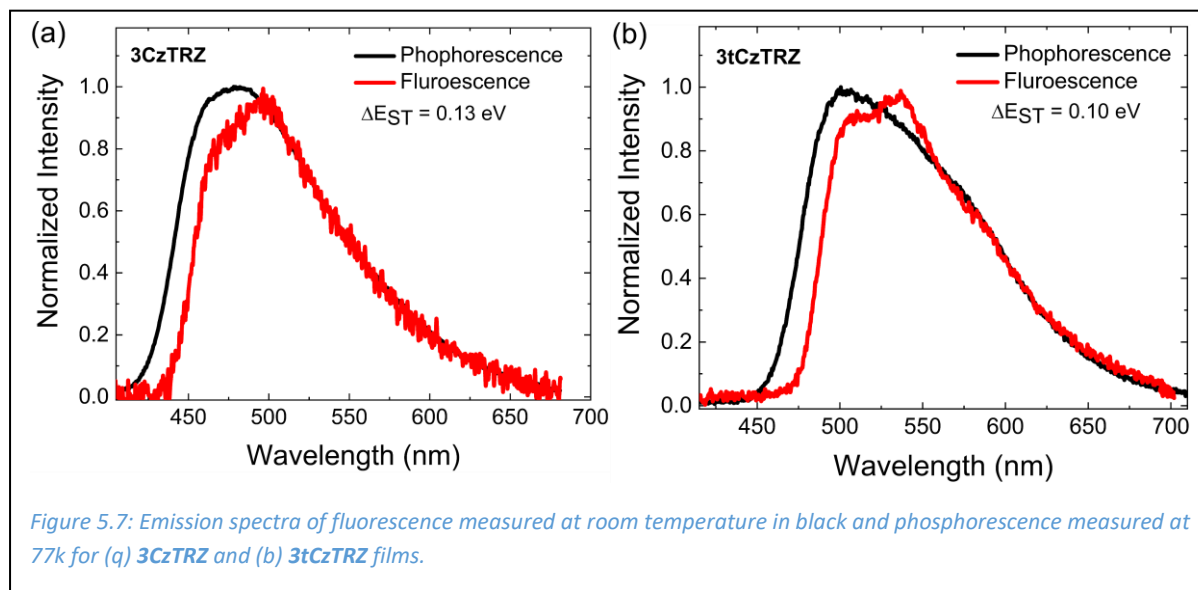 (a)
3CzTRZ
Phophorescence
Fluroescence
ΔEST = 0.13 eV
Normalized Intensity
1.0
0.8
0.6
0.4
0.2
0.0
450 500 550 600 650 700
Wavelength (nm)
(b)
3tCzTRZ
Phophorescence
Fluroescence
ΔEST = 0.10 eV
Normalized Intensity
1.0
0.8
0.6
0.4
0.2
0.0
450 500 550 600 650 700
Wavelength (nm)
Figure 5.7: Emission spectra of fluorescence measured at room temperature in black and phosphorescence measured at
77k for (q) 3CzTRZ and (b) 3tCzTRZ films.